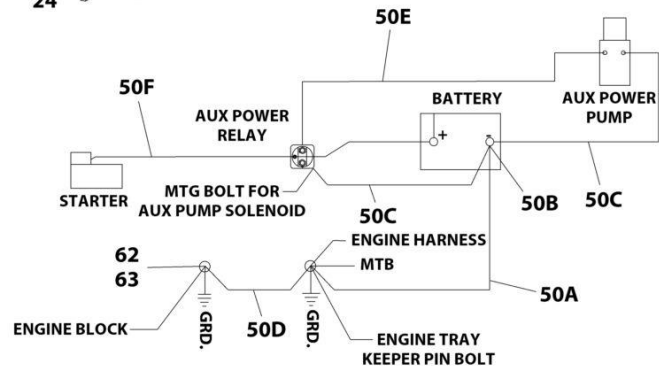 24
50E
50F
AUX POWER
RELAY
BATTERY
AUX POWER
PUMP
+
-
STARTER
MTG BOLT FOR
AUX PUMP SOLENOID
50C
50B
50C
ENGINE HARNESS
62
63
MTB
50A
ENGINE BLOCK
GRD.
50D
GRD.
ENGINE TRAY
KEEPER PIN BOLT